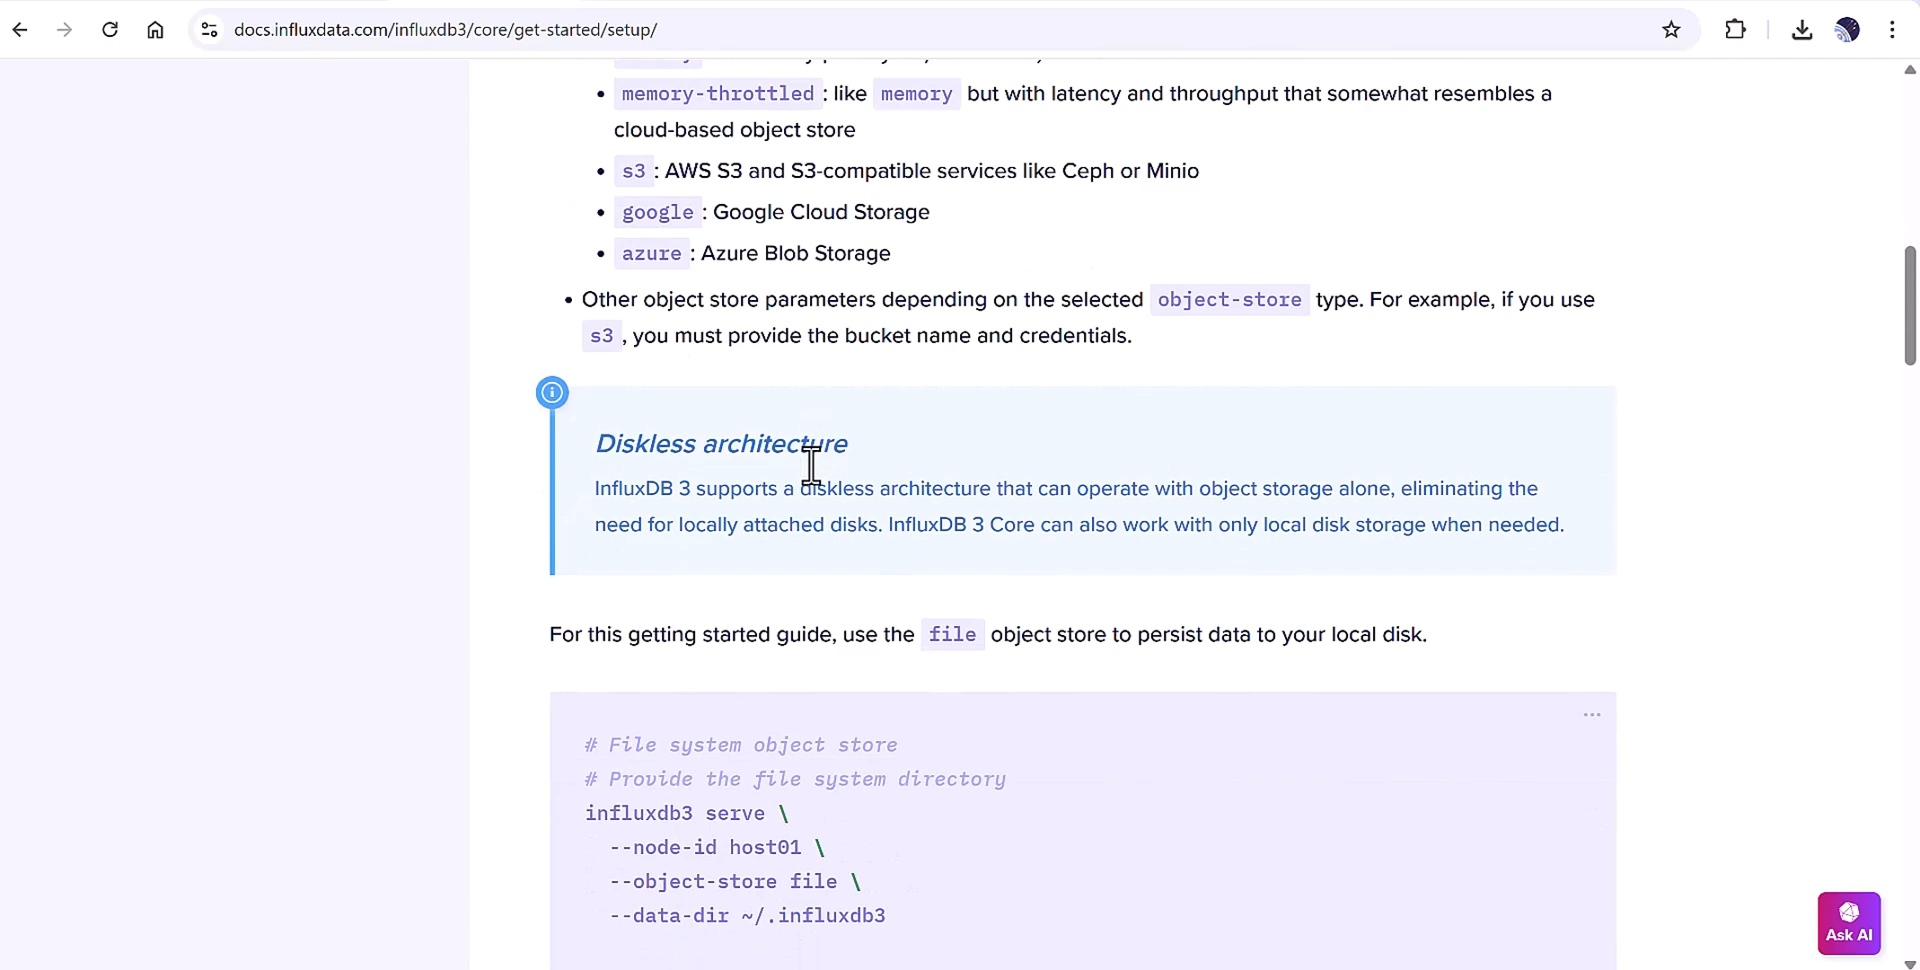 docs.influxdata.com/influxdb3/core/get-started/setup/
memory-throttled : like memory but with latency and throughput that somewhat resembles a
cloud-based object store
s3 : AWS S3 and S3-compatible services like Ceph or Minio
google : Google Cloud Storage
azure : Azure Blob Storage
Other object store parameters depending on the selected object-store type. For example, if you use
s3 , you must provide the bucket name and credentials.
Diskless architecture
InfluxDB 3 supports a diskless architecture that can operate with object storage alone, eliminating the
need for locally attached disks. InfluxDB 3 Core can also work with only local disk storage when needed.
For this getting started guide, use the file object store to persist data to your local disk.
# File system object store
# Provide the file system directory
influxdb3 serve \
--node-id host01 \
--object-store file \
--data-dir ~/.influxdb3
Ask AI